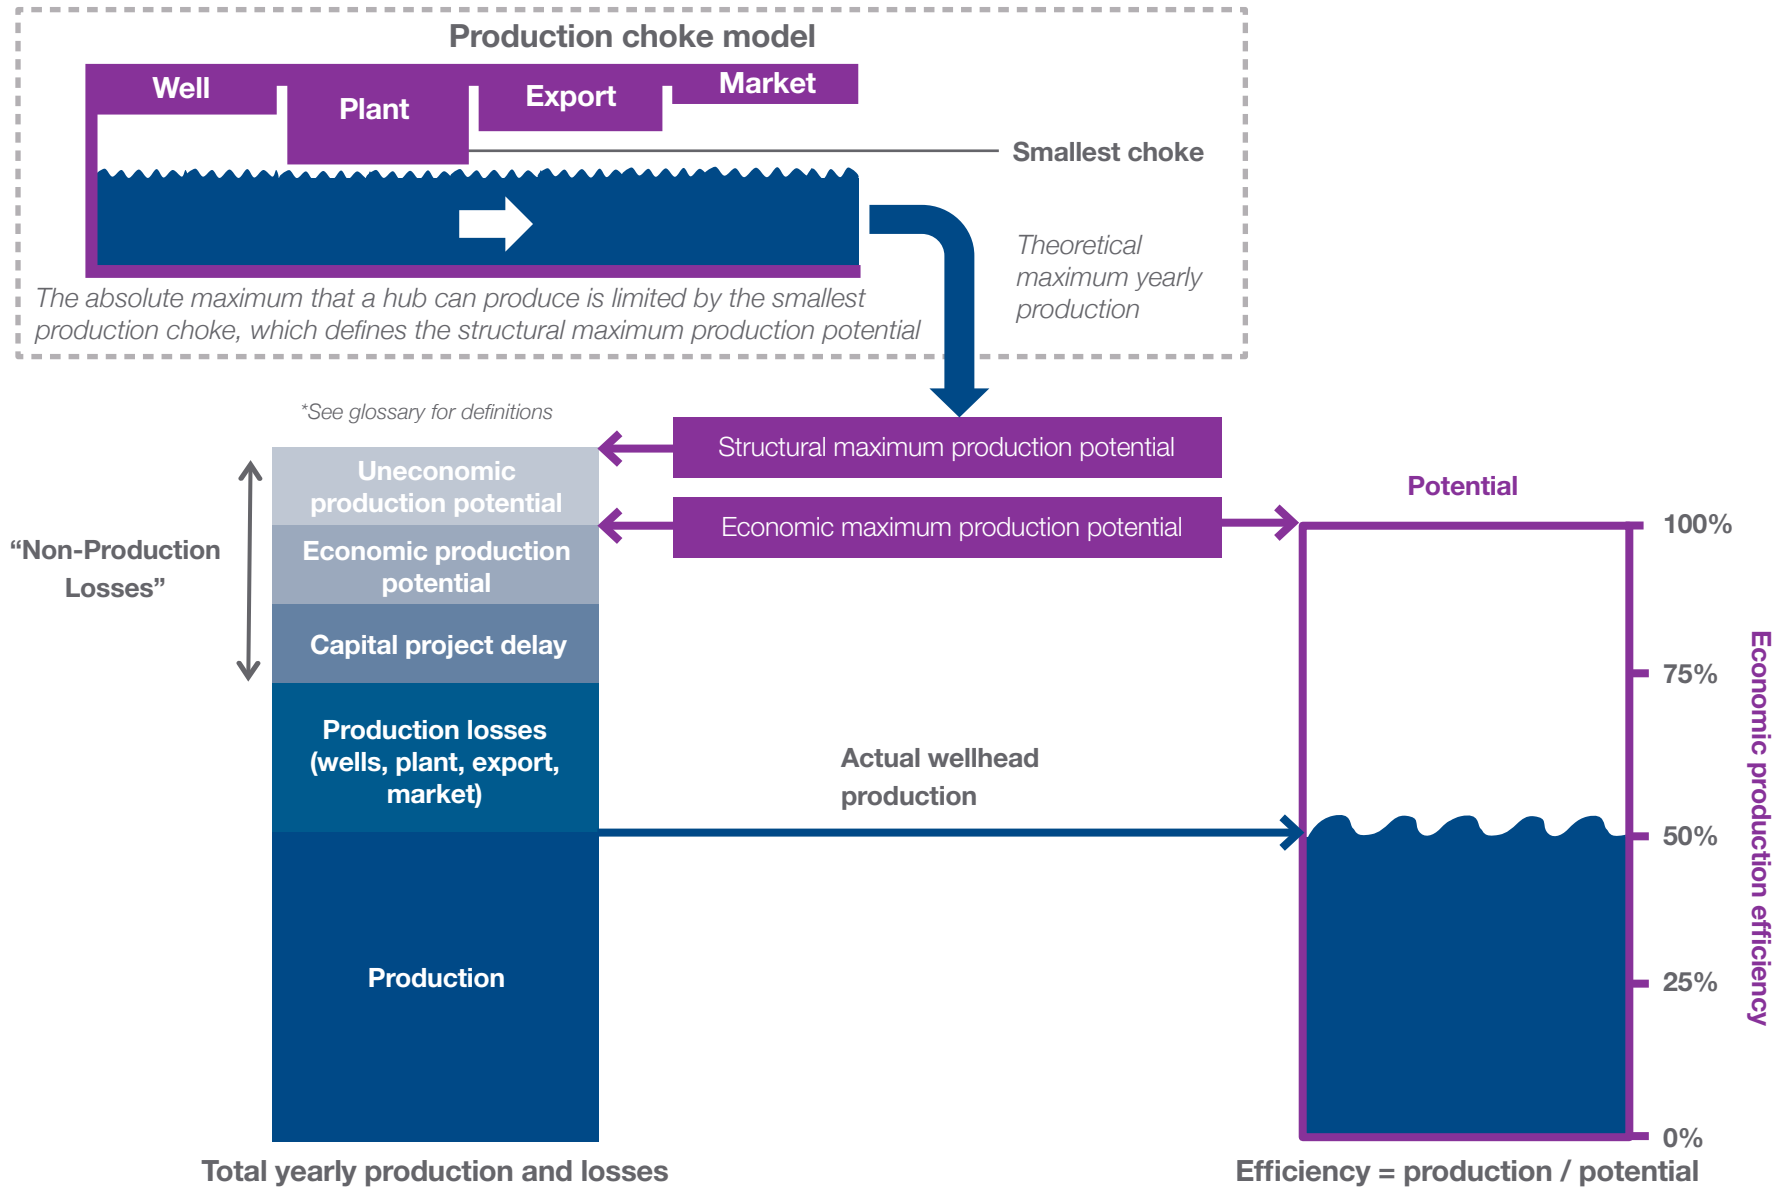 Production choke model
Well
Plant
Export
Market
Smallest choke
Theoretical
maximum yearly
production
The absolute maximum that a hub can produce is limited by the smallest
production choke, which defines the structural maximum production potential
*See glossary for definitions
Structural maximum production potential
Economic maximum production potential
Uneconomic
production potential
Economic production
potential
Capital project delay
Production losses
(wells, plant, export,
market)
Production
“Non-Production
Losses”
Actual wellhead
production
Potential
100%
75%
50%
25%
0%
Economic production efficiency
Total yearly production and losses
Efficiency = production / potential